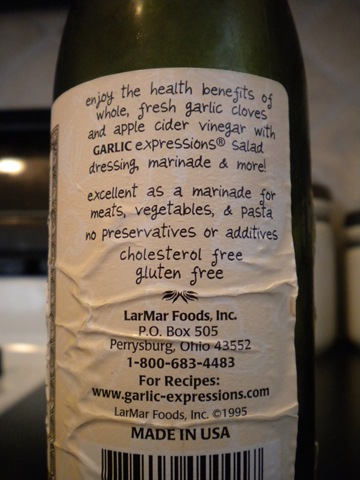 enjoy the health benefits of
whole, fresh garlic cloves
and apple cider vinegar with
GARLIC expressions® salad
dressing, marinade & more!
excellent as a marinade for
meats, vegetables, & pasta
no preservatives or additives
cholesterol free
gluten free
LarMar Foods, Inc.
P.O. Box 505
Perrysburg, Ohio 43552
1-800-683-4483
For Recipes:
www.garlic-expressions.com
LarMar Foods, Inc. ©1995
MADE IN USA